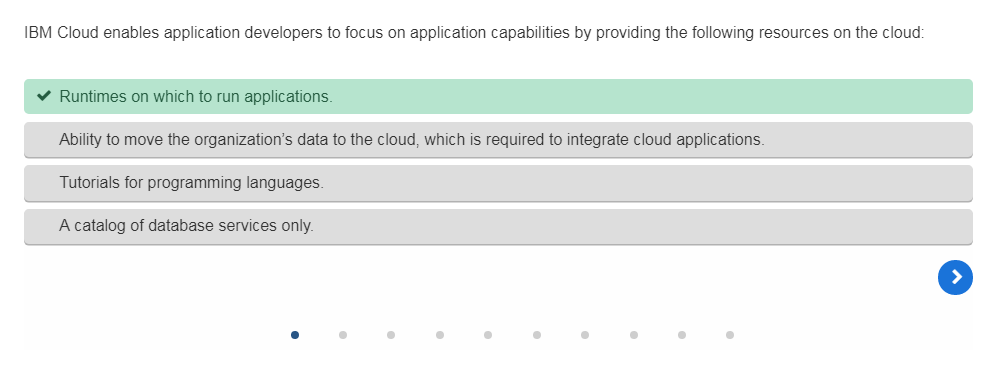 IBM Cloud enables application developers to focus on application capabilities by providing the following resources on the cloud:
Runtimes on which to run applications.
Ability to move the organization's data to the cloud, which is required to integrate cloud applications.
Tutorials for programming languages.
A catalog of database services only.